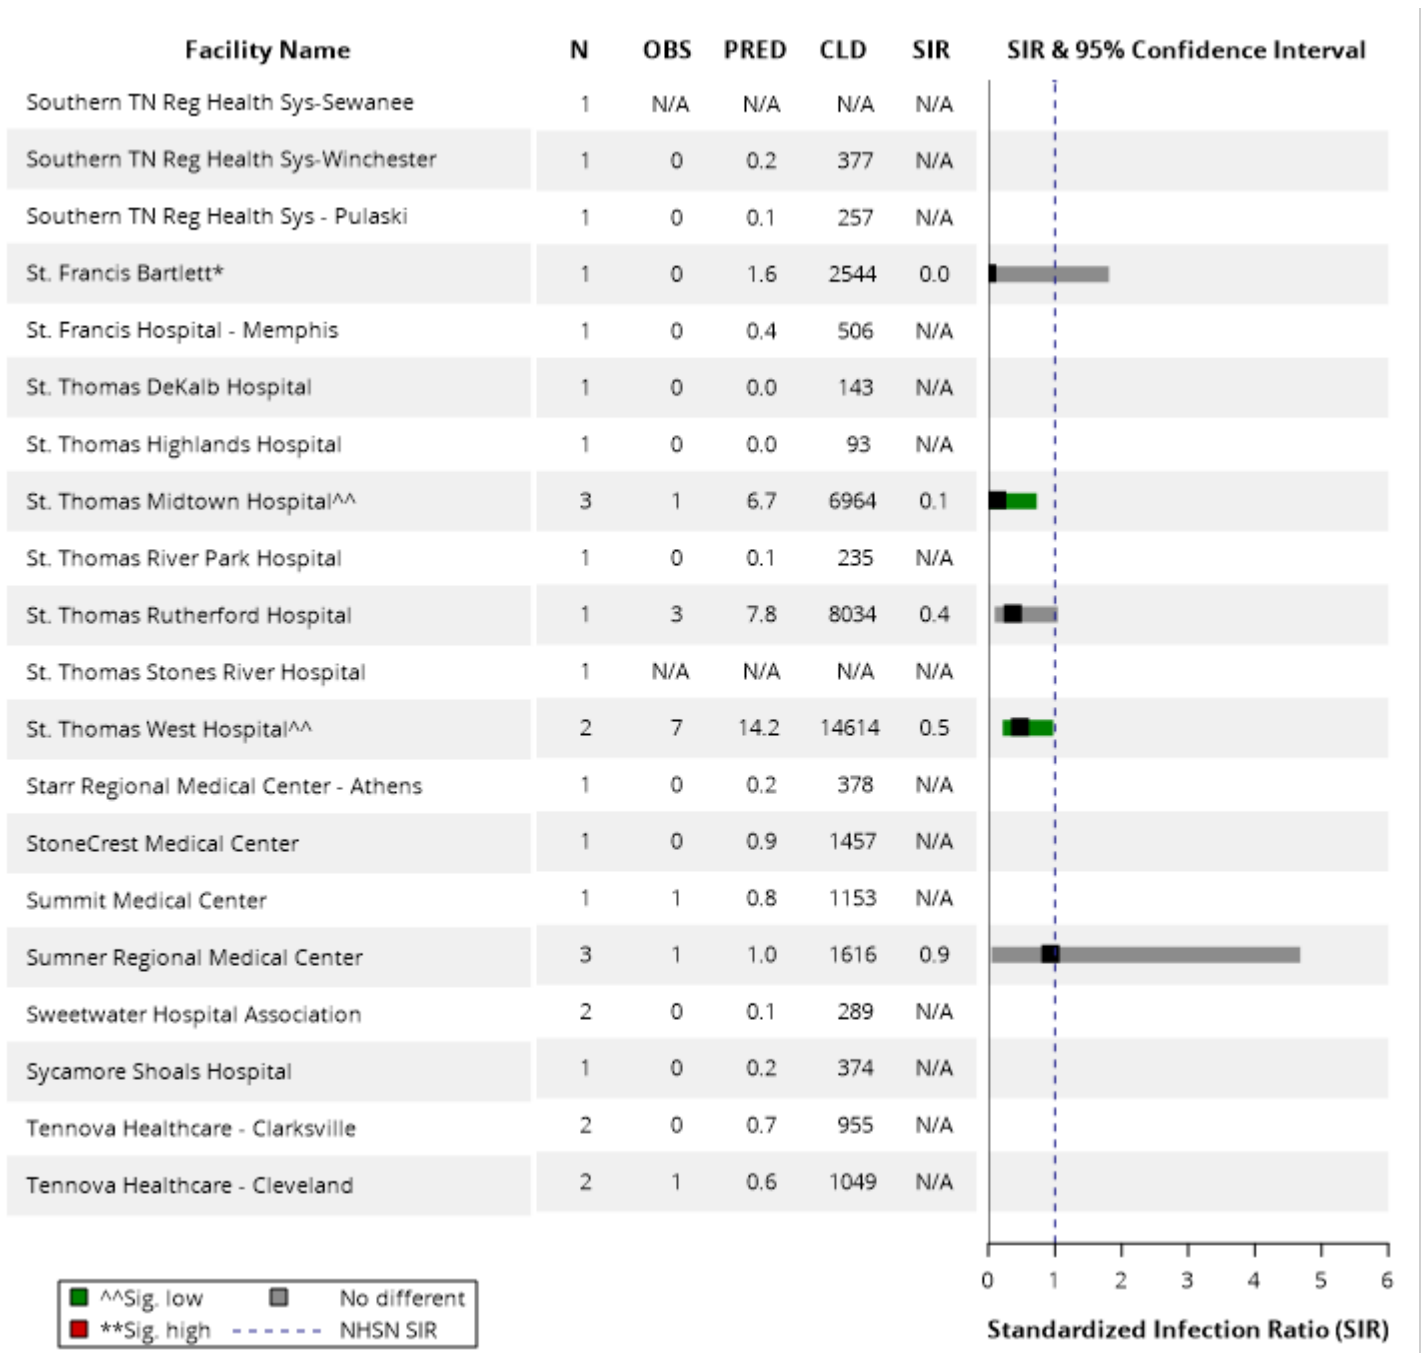 Facility Name N OBS PRED CLD SIR SIR & 95% Confidence Interval
Southern TN Reg Health Sys-Sewanee 1 N/A N/A N/A N/A
Southern TN Reg Health Sys-Winchester 1 0 0.2 377 N/A
Southern TN Reg Health Sys - Pulaski 1 0 0.1 257 N/A
St. Francis Bartlett* 1 0 1.6 2544 0.0
St. Francis Hospital - Memphis 1 0 0.4 506 N/A
St. Thomas DeKalb Hospital 1 0 0.0 143 N/A
St. Thomas Highlands Hospital 1 0 0.0 93 N/A
St. Thomas Midtown Hospital^^ 3 1 6.7 6964 0.1
St. Thomas River Park Hospital 1 0 0.1 235 N/A
St. Thomas Rutherford Hospital 1 3 7.8 8034 0.4
St. Thomas Stones River Hospital 1 N/A N/A N/A N/A
St. Thomas West Hospital^^ 2 7 14.2 14614 0.5
Starr Regional Medical Center - Athens 1 0 0.2 378 N/A
StoneCrest Medical Center 1 0 0.9 1457 N/A
Summit Medical Center 1 1 0.8 1153 N/A
Sumner Regional Medical Center 3 1 1.0 1616 0.9
Sweetwater Hospital Association 2 0 0.1 289 N/A
Sycamore Shoals Hospital 1 0 0.2 374 N/A
Tennova Healthcare - Clarksville 2 0 0.7 955 N/A
Tennova Healthcare - Cleveland 2 1 0.6 1049 N/A
0 1 2 3 4 5 6
^^Sig. low No different
**Sig. high NHSN SIR
Standardized Infection Ratio (SIR)